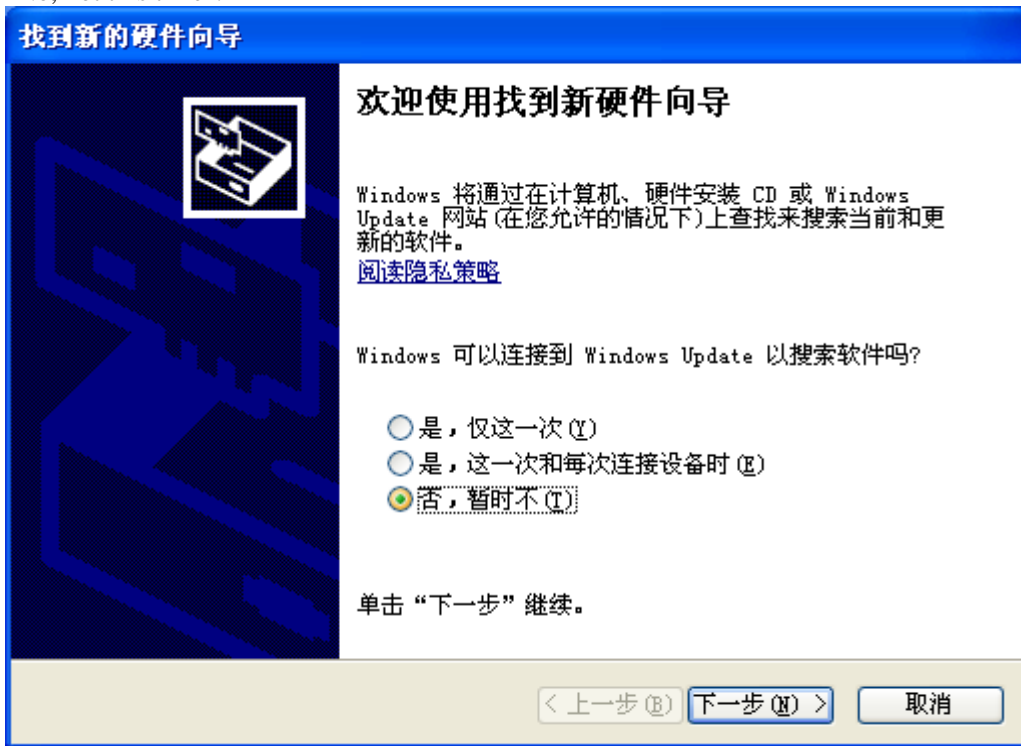 找到新的硬件向导
欢迎使用找到新硬件向导
Windows 将通过在计算机、硬件安装 CD 或 Windows
Update 网站(在您允许的情况下)上查找来搜索当前和更
新的软件。
阅读隐私策略
Windows 可以连接到 Windows Update 以搜索软件吗?
是，仅这一次(Y)
是，这一次和每次连接设备时(E)
否，暂时不(T)
单击“下一步”继续。
< 上一步(B) 下一步(N) > 取消